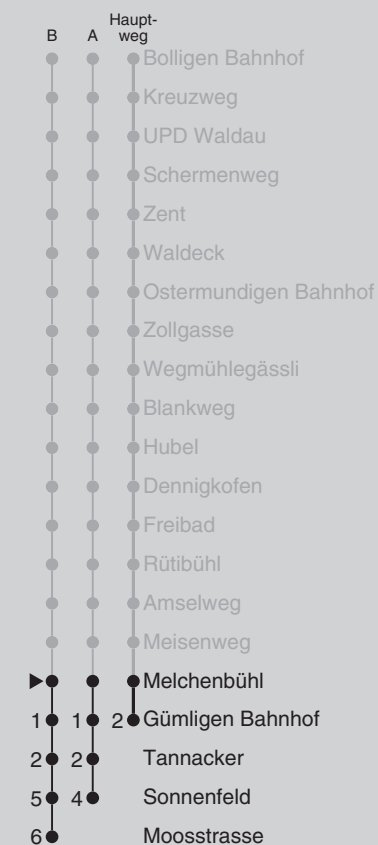 Haupt-
B A weg
Bolligen Bahnhof
Kreuzweg
UPD Waldau
Schermenweg
Zent
Waldeck
Ostermundigen Bahnhof
Zollgasse
Wegmühlegässli
Blankweg
Hubel
Dennigkofen
Freibad
Rütibühl
Amselweg
Meisenweg
Melchenbühl
1 1 2 Gümligen Bahnhof
2 2 Tannacker
5 4 Sonnenfeld
6 Moosstrasse